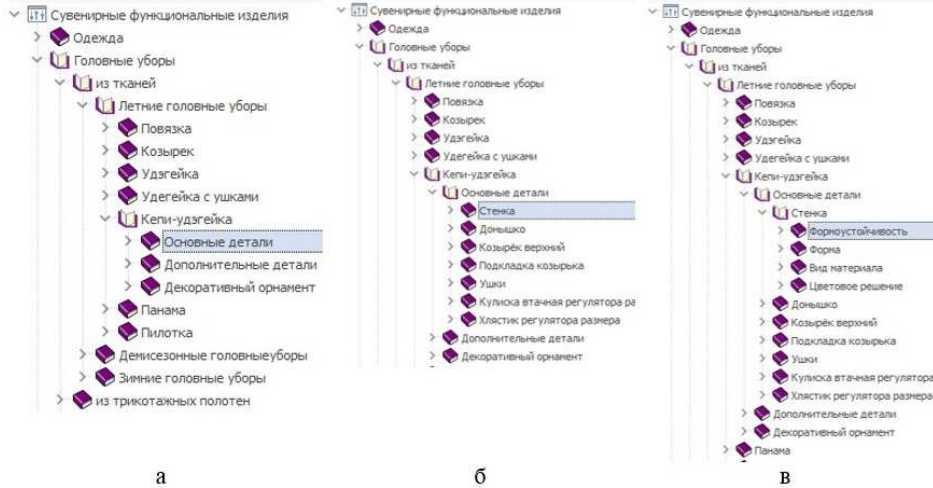 Сувенирные функциональные изделия
Одежда
Головные уборы
из тканей
Летние головные уборы
Повязка
Козырек
Удэгейка
Удегейка с ушками
Кепи-удэгейка
Основные детали
Дополнительные детали
Декоративный орнамент
Панама
Пилотка
Демисезонные головныеуборы
Зимние головные уборы
из трикотажных полотен
а
Сувенирные функциональные изделия
Одежда
Головные уборы
из тканей
Летние головные уборы
Повязка
Козырек
Удэгейка
Удегейка с ушками
Кепи-удэгейка
Основные детали
Стенка
Донышко
Козырёк верхний
Подкладка козырька
Ушки
Кулиска втачная регулятора ра
Хлястик регулятора размера
Дополнительные детали
Декоративный орнамент
б
Сувенирные функциональные изделия
Одежда
Головные уборы
из тканей
Летние головные уборы
Повязка
Козырек
Удэгейка
Удегейка с ушками
Кепи-удэгейка
Основные детали
Стенка
Формоустойчивость
Форма
Вид материала
Цветовое решение
Донышко
Козырёк верхний
Подкладка козырька
Ушки
Кулиска втачная регулятора
Хлястик регулятора размера
Дополнительные детали
Декоративный орнамент
Панама
в